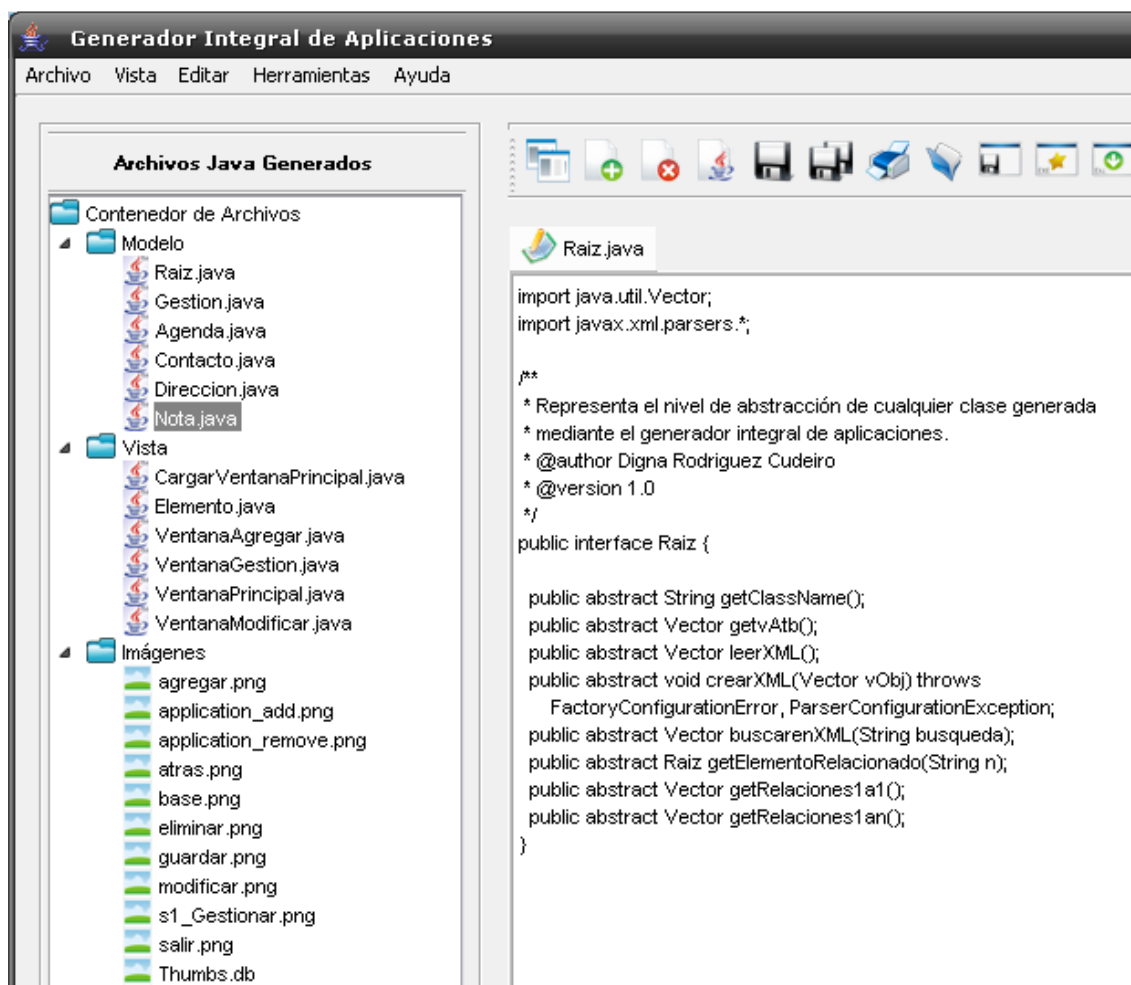 Generador Integral de Aplicaciones
Archivo Vista Editar Herramientas Ayuda
Archivos Java Generados
Contenedor de Archivos
Modelo
Raiz.java
Gestion.java
Agenda.java
Contacto.java
Direccion.java
Nota.java
Vista
CargarVentanaPrincipal.java
Elemento.java
VentanaAgregar.java
VentanaGestion.java
VentanaPrincipal.java
VentanaModificar.java
Imágenes
agregar.png
application_add.png
application_remove.png
atras.png
base.png
eliminar.png
guardar.png
modificar.png
s1_Gestionar.png
salir.png
Thumbs.db
Raiz.java
import java.util.Vector;
import javax.xml.parsers.*;
/**
* Representa el nivel de abstracción de cualquier clase generada
* mediante el generador integral de aplicaciones.
* @author Digna Rodriguez Cudeiro
* @version 1.0
*/
public interface Raiz {
public abstract String getClassName();
public abstract Vector getvAtb();
public abstract Vector leerXML();
public abstract void crearXML(Vector vObj) throws
FactoryConfigurationError, ParserConfigurationException;
public abstract Vector buscarenXML(String busqueda);
public abstract Raiz getElementoRelacionado(String n);
public abstract Vector getRelaciones1a1();
public abstract Vector getRelaciones1an();
}